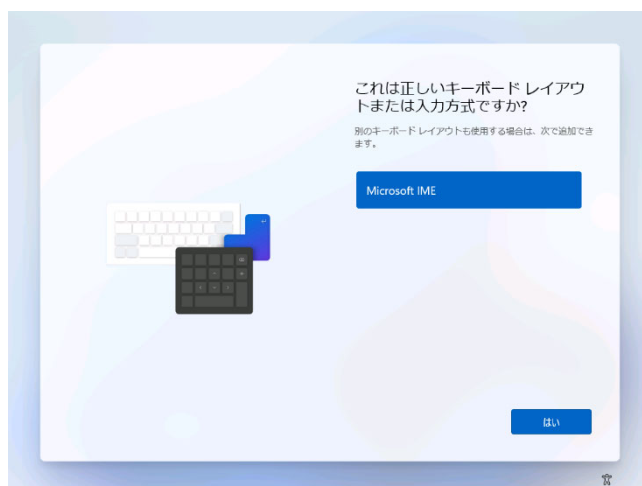 これは正しいキーボード レイアウ
トまたは入力方式ですか?
別のキーボード レイアウトも使用する場合は、次で追加でき
ます。
Microsoft IME
はい